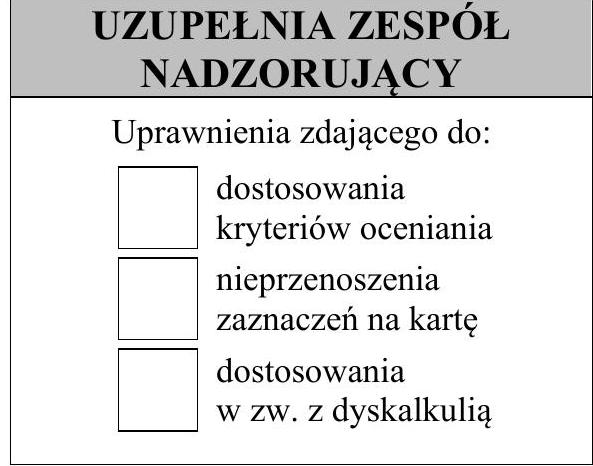 UZUPEŁNIA ZESPÓŁ
NADZORUJĄCY
Uprawnienia zdającego do:
dostosowania
kryteriów oceniania
nieprzenoszenia
zaznaczeń na kartę
dostosowania
w zw. z dyskalkulią